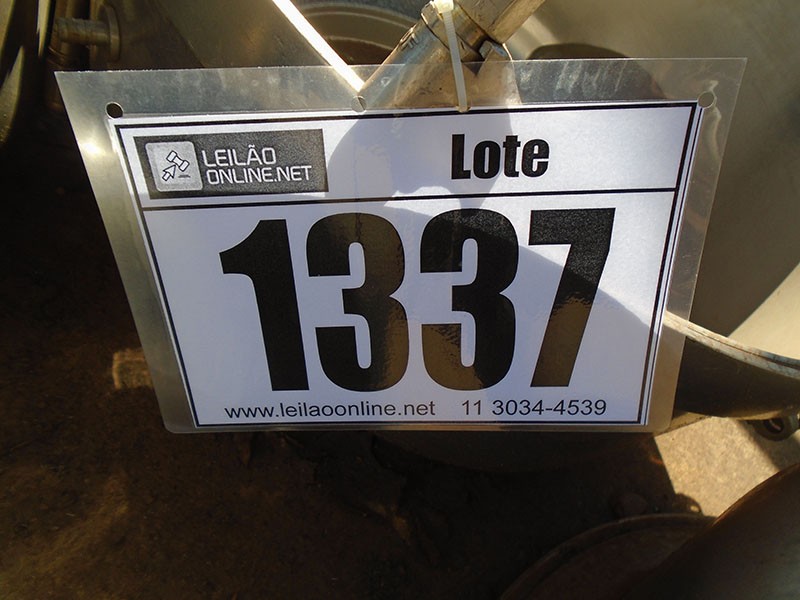 LEILÃO
ONLINE.NET
Lote
1337
www.leilaoonline.net 11 3034-4539